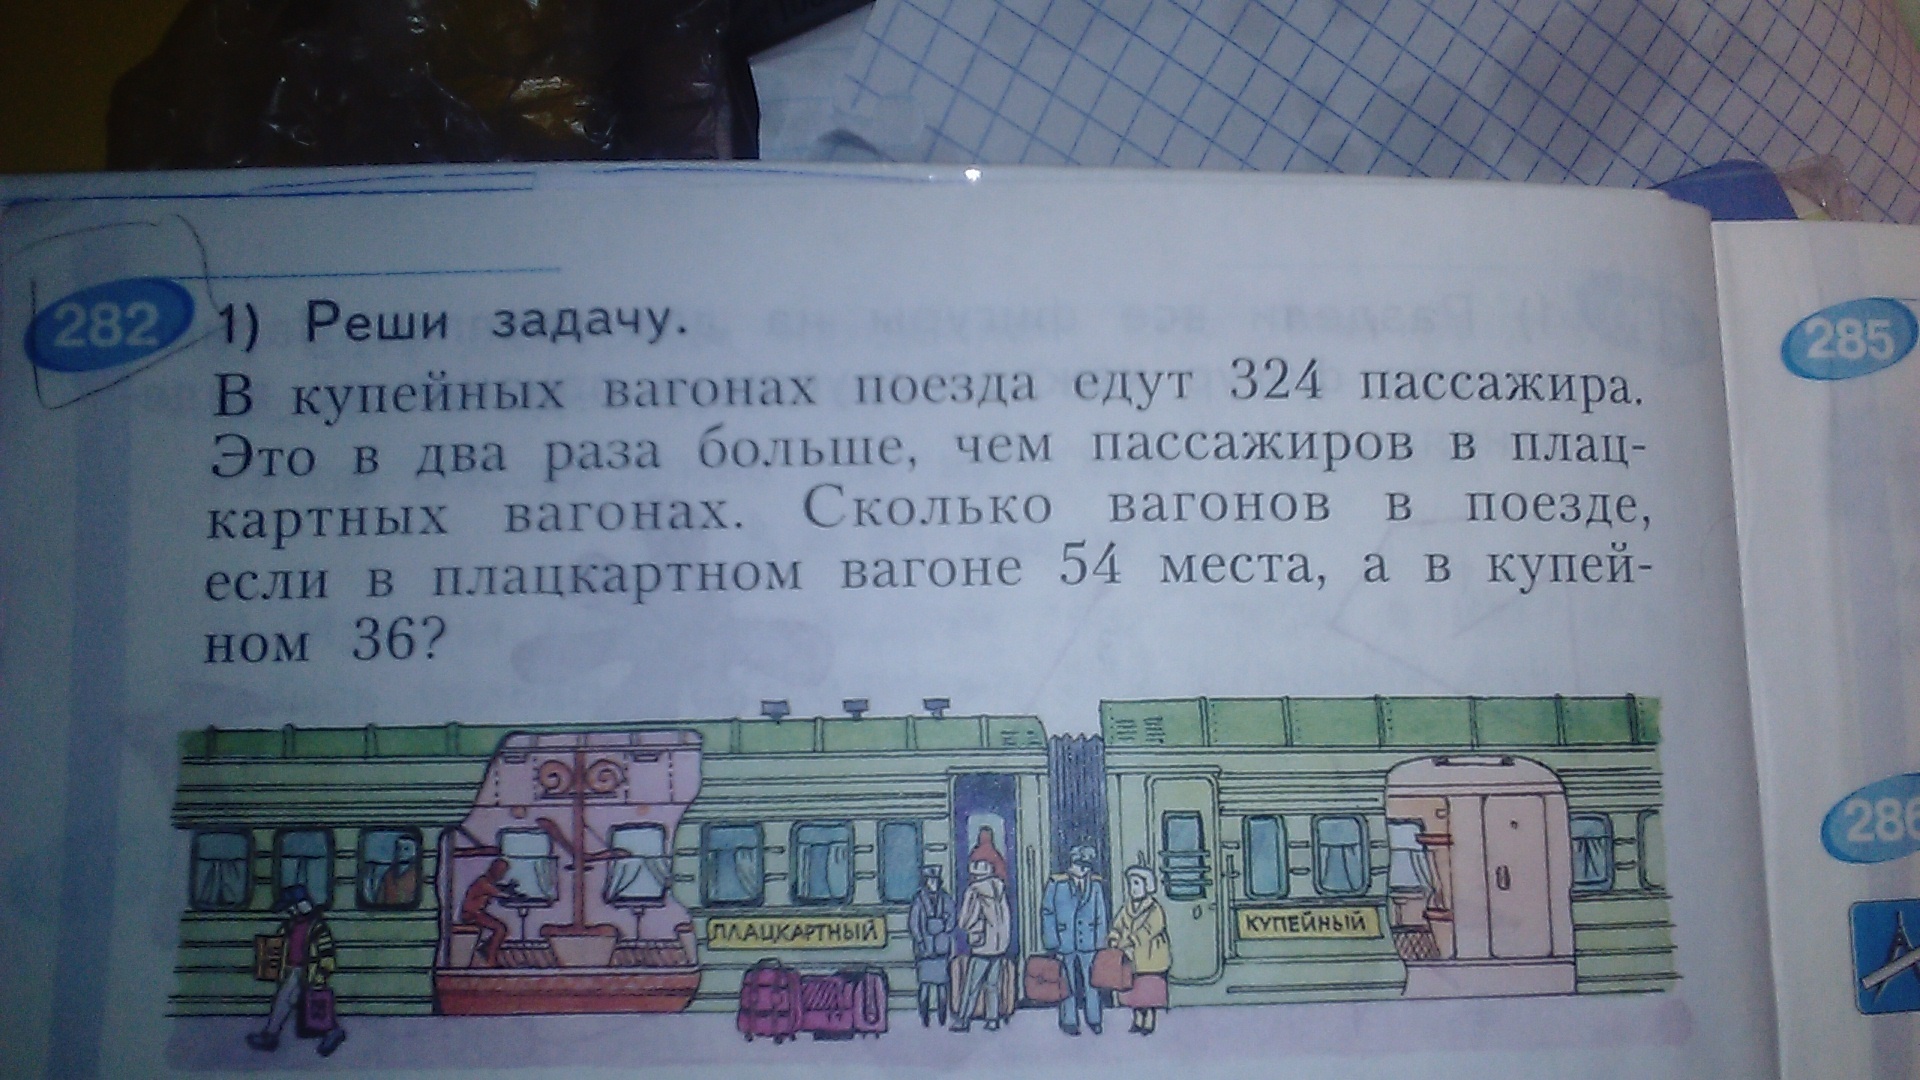 282 1) Реши задачу.
В купейных вагонах поезда едут 324 пассажира.
Это в два раза больше, чем пассажиров в плац-
картных вагонах. Сколько вагонов в поезде,
если в плацкартном вагоне 54 места, а в купей-
ном 36?
ПЛАЦКАРТНЫЙ
КУПЕЙНЫЙ
285
286